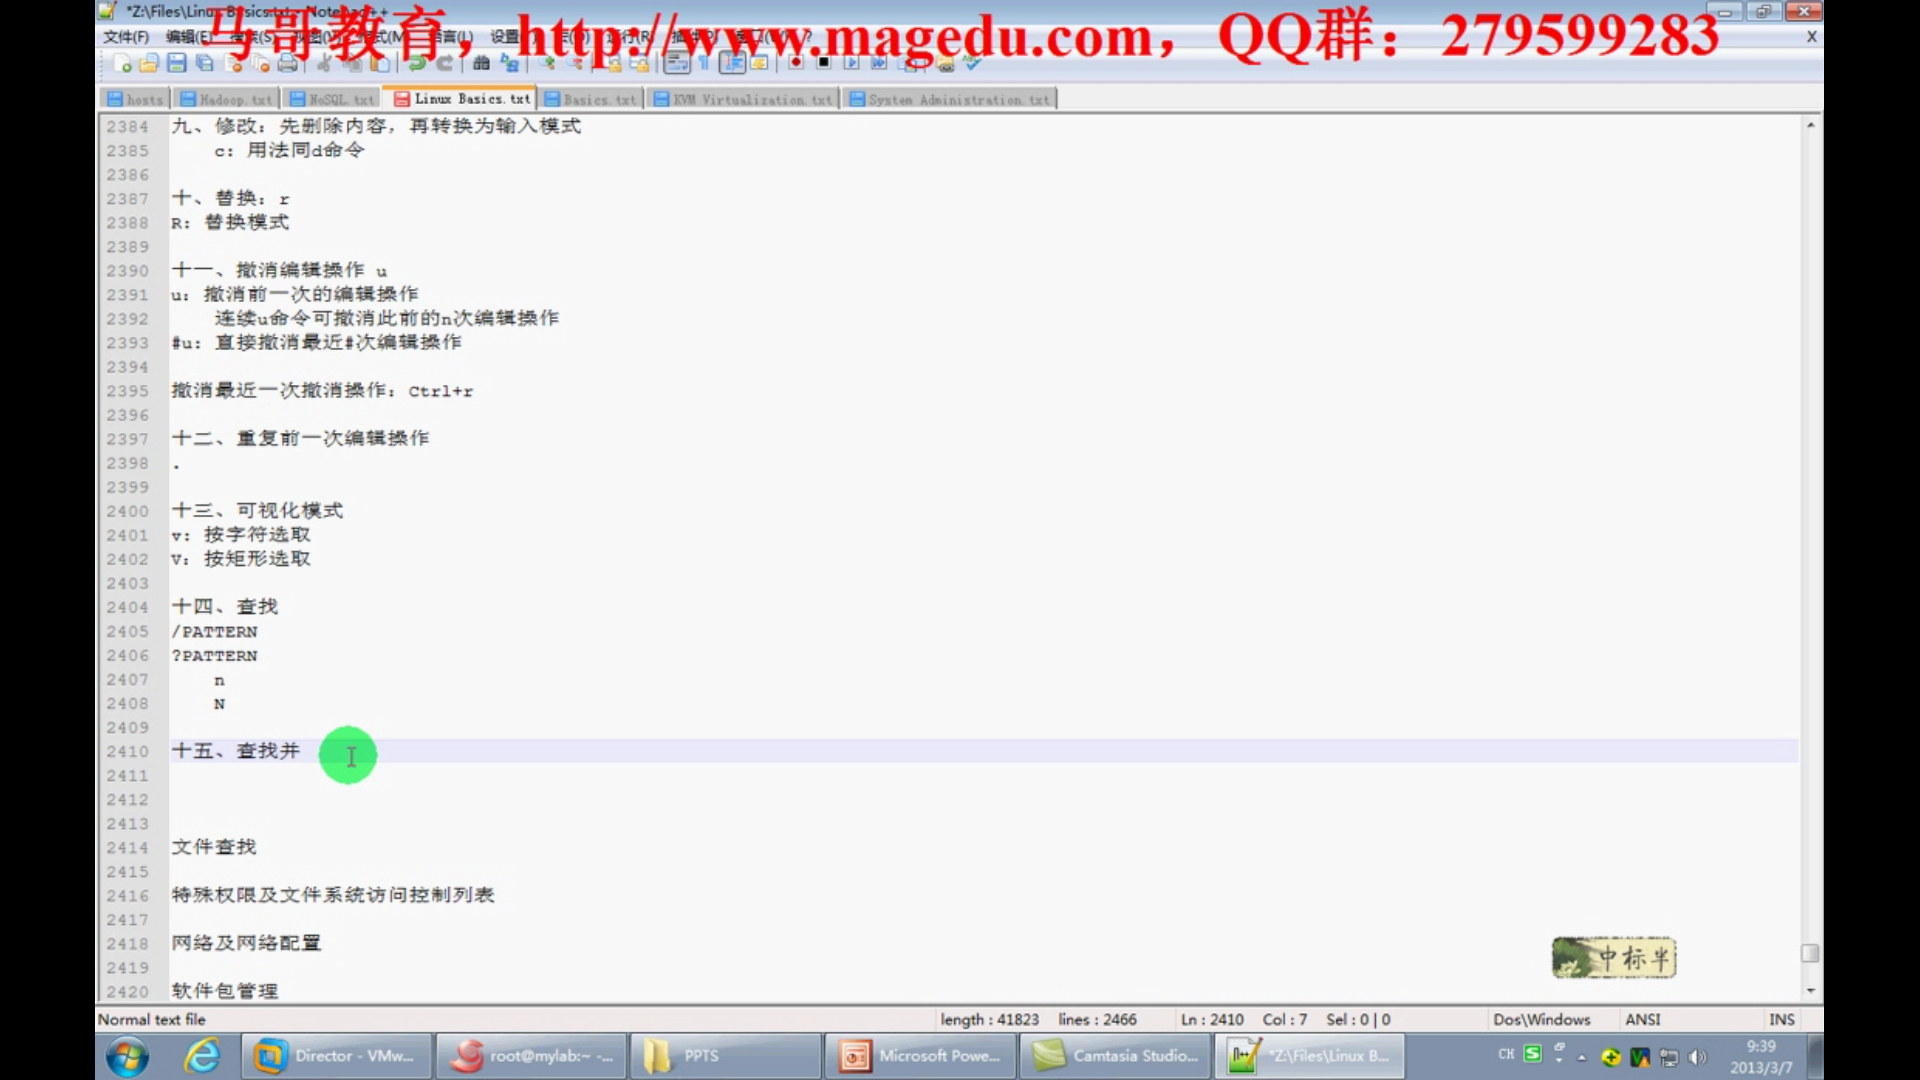 *Z:\Files\Linux Basics.txt - Notepad++
马哥教育，http://www.magedu.com，QQ群：279599283
文件(F) 编辑(E) 语言(L) 设置
X
hosts Hadoop.txt NoSQL.txt Linux Basics.txt Basics.txt KVM Virtualization.txt System Administration.txt
2384 九、修改：先删除内容，再转换为输入模式
2385 c: 用法同d命令
2386
2387 十、替换：r
2388 R: 替换模式
2389
2390 十一、撤消编辑操作 u
2391 u: 撤消前一次的编辑操作
2392 连续u命令可撤消此前的n次编辑操作
2393 #u: 直接撤消最近#次编辑操作
2394
2395 撤消最近一次撤消操作：Ctrl+r
2396
2397 十二、重复前一次编辑操作
2398 .
2399
2400 十三、可视化模式
2401 v: 按字符选取
2402 V: 按矩形选取
2403
2404 十四、查找
2405 /PATTERN
2406 ?PATTERN
2407 n
2408 N
2409
2410 十五、查找并
2411
2412
2413
2414 文件查找
2415
2416 特殊权限及文件系统访问控制列表
2417
2418 网络及网络配置
2419
2420 软件包管理
中标半
Normal text file length : 41823 lines : 2466 Ln : 2410 Col : 7 Sel : 0 | 0 Dos\Windows ANSI INS
Director - VMw... root@mylab:~ -... PPTS Microsoft Powe... Camtasia Studio... *Z:\Files\Linux B... CH 9:39
2013/3/7